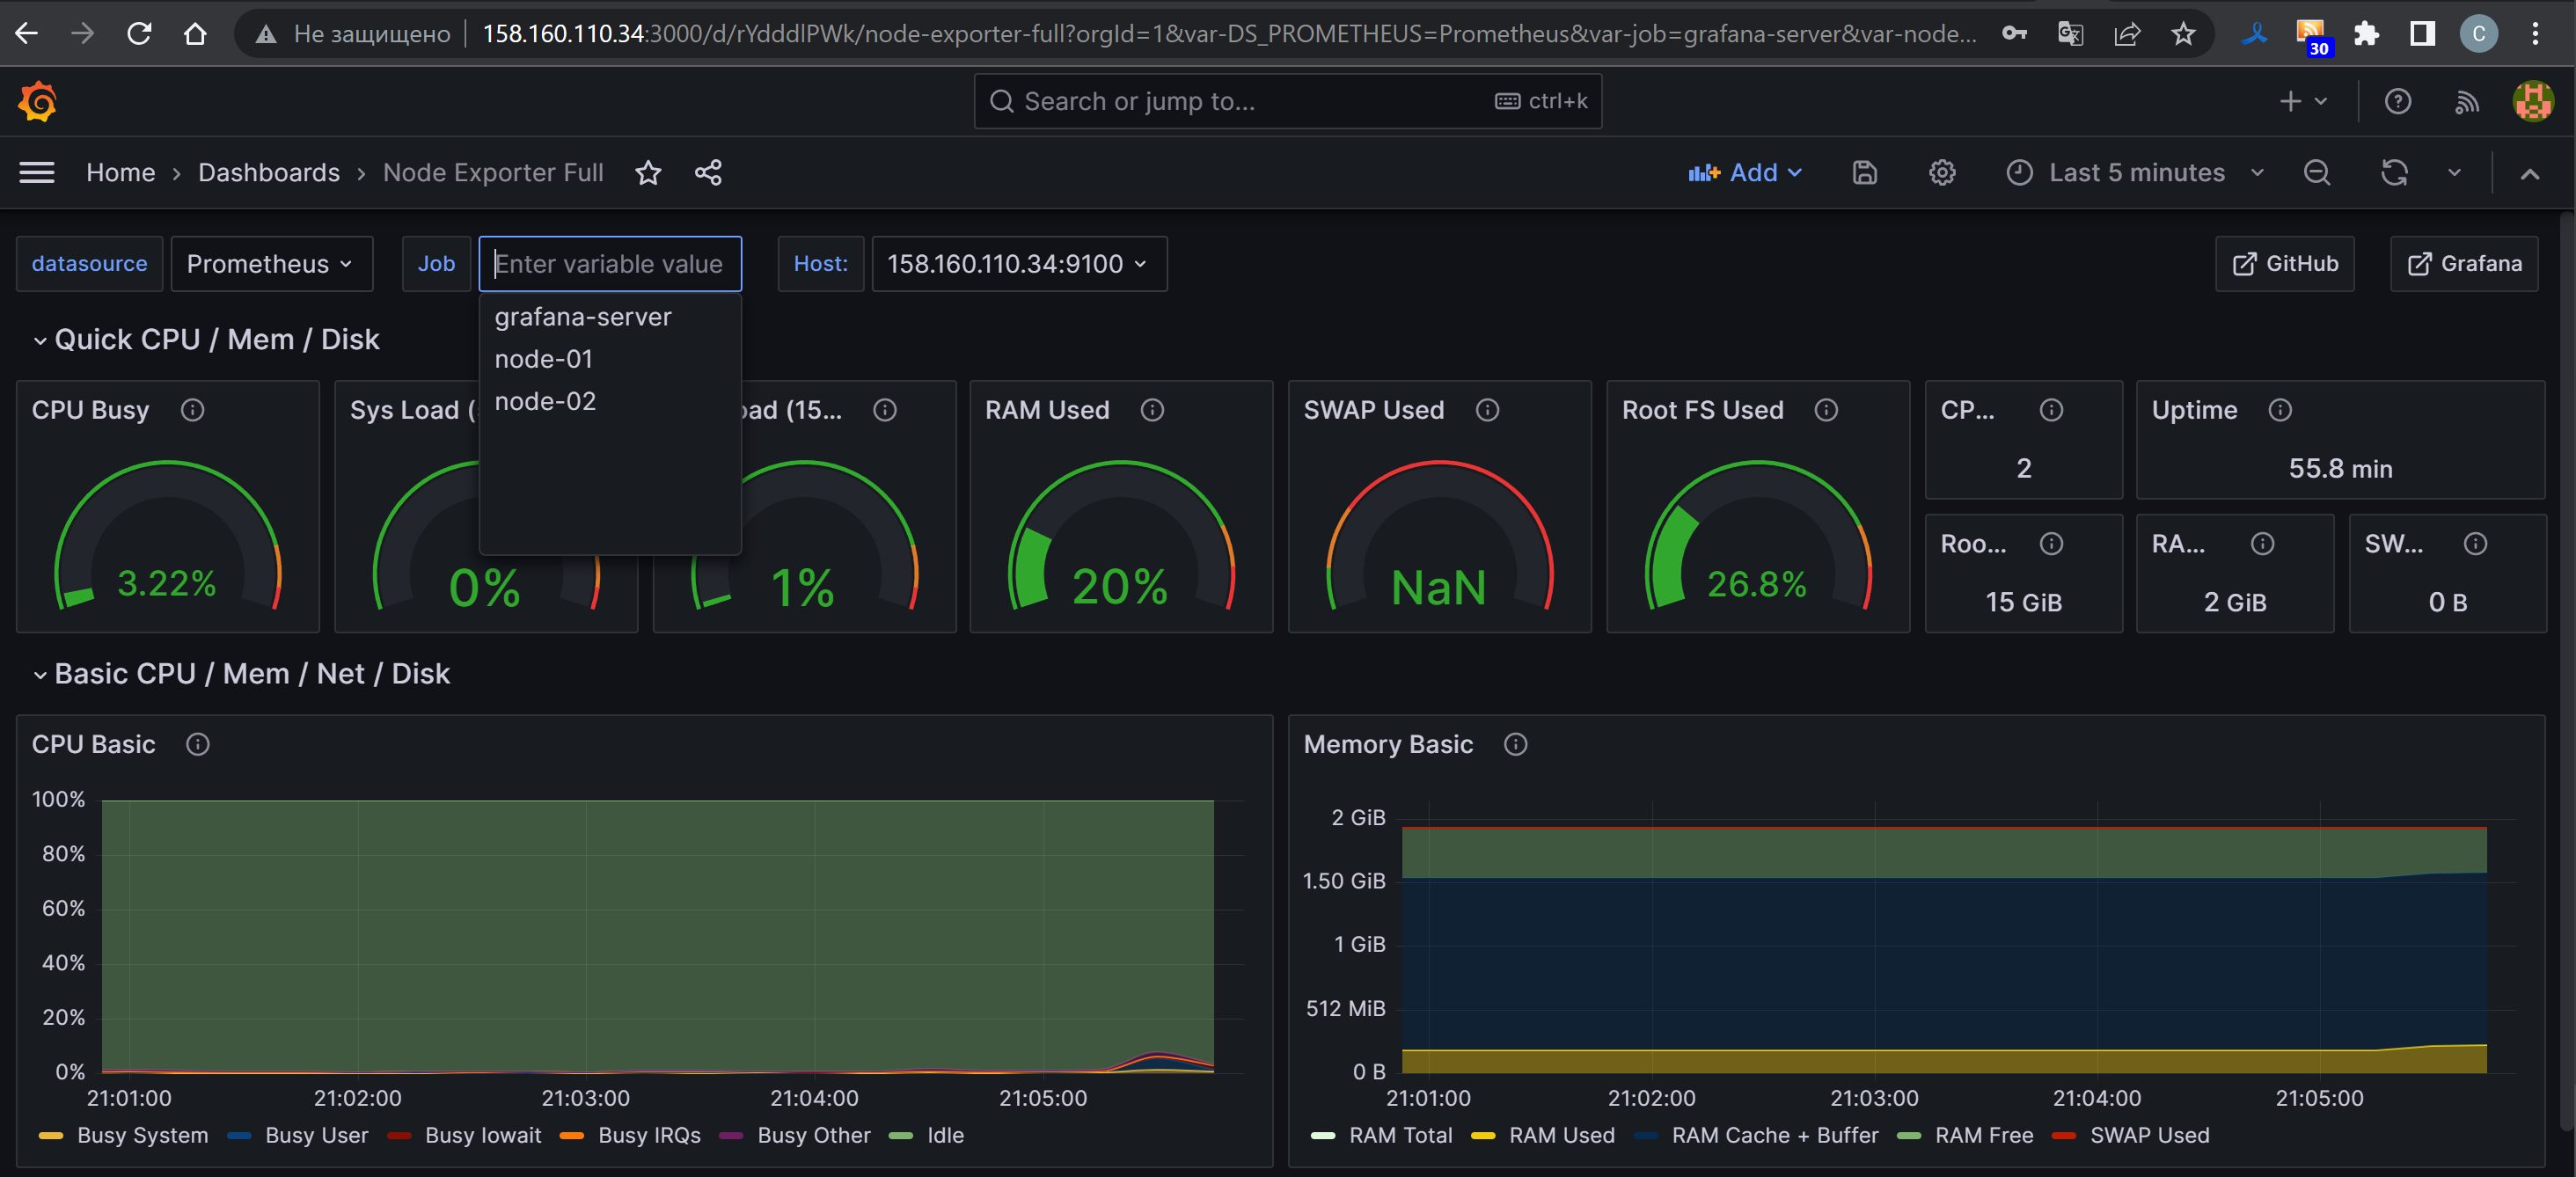 Не защищено 158.160.110.34:3000/d/rYdddlPWk/node-exporter-full?orgId=1&var-DS_PROMETHEUS=Prometheus&var-job=grafana-server&var-node... 30 C
Search or jump to... ctrl+k
Home › Dashboards › Node Exporter Full Add Last 5 minutes
datasource Prometheus Job Enter variable value Host: 158.160.110.34:9100 GitHub Grafana
grafana-server
node-01
node-02
Quick CPU / Mem / Disk
CPU Busy
3.22%
Sys Load (
0%
oad (15...
1%
RAM Used
20%
SWAP Used
NaN
Root FS Used
26.8%
CP...
2
Uptime
55.8 min
Roo...
15 GiB
RA...
2 GiB
SW...
0 B
Basic CPU / Mem / Net / Disk
CPU Basic
100%
80%
60%
40%
20%
0%
21:01:00 21:02:00 21:03:00 21:04:00 21:05:00
Busy System Busy User Busy Iowait Busy IRQs Busy Other Idle
Memory Basic
2 GiB
1.50 GiB
1 GiB
512 MiB
0 B
21:01:00 21:02:00 21:03:00 21:04:00 21:05:00
RAM Total RAM Used RAM Cache + Buffer RAM Free SWAP Used